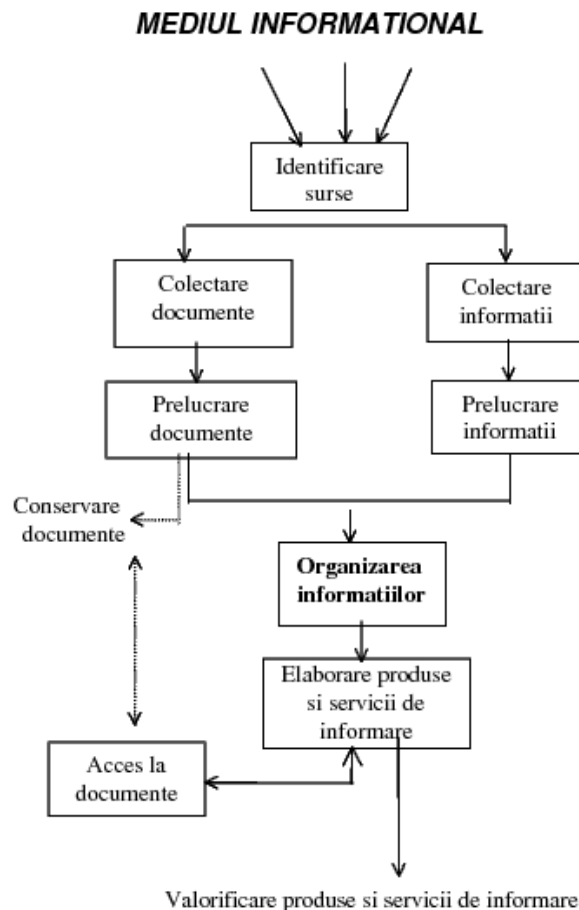 MEDIUL INFORMATIONAL
Identificare
surse
Colectare
documente
Colectare
informatii
Prelucrare
documente
Prelucrare
informatii
Conservare
documente
Organizarea
informatiilor
Elaborare produse
si servicii de
informare
Acces la
documente
Valorificare produse si servicii de informare